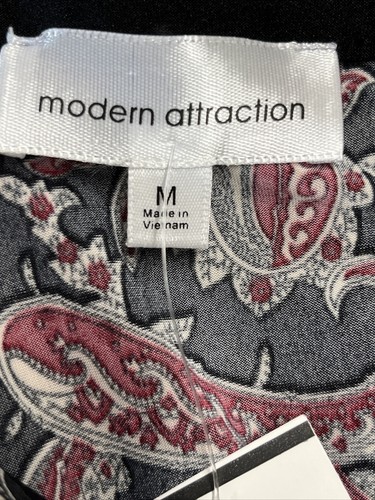 modern attraction
M
Made in
Vietnam